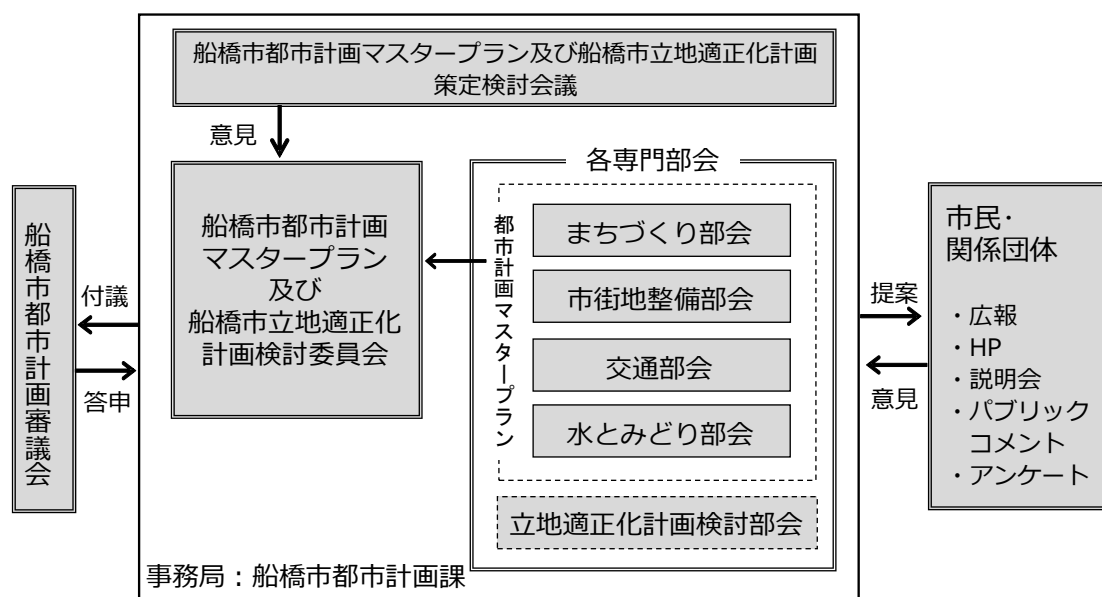 船橋市都市計画マスタープラン及び船橋市立地適正化計画
策定検討会議
意見
各専門部会
船橋市都市計画
マスタープラン
及び
船橋市立地適正化
計画検討委員会
都市計画マスタープラン
まちづくり部会
市街地整備部会
交通部会
水とみどり部会
立地適正化計画検討部会
船橋市都市計画審議会
付議
答申
提案
意見
市民・
関係団体
・広報
・HP
・説明会
・パブリック
コメント
・アンケート
事務局：船橋市都市計画課